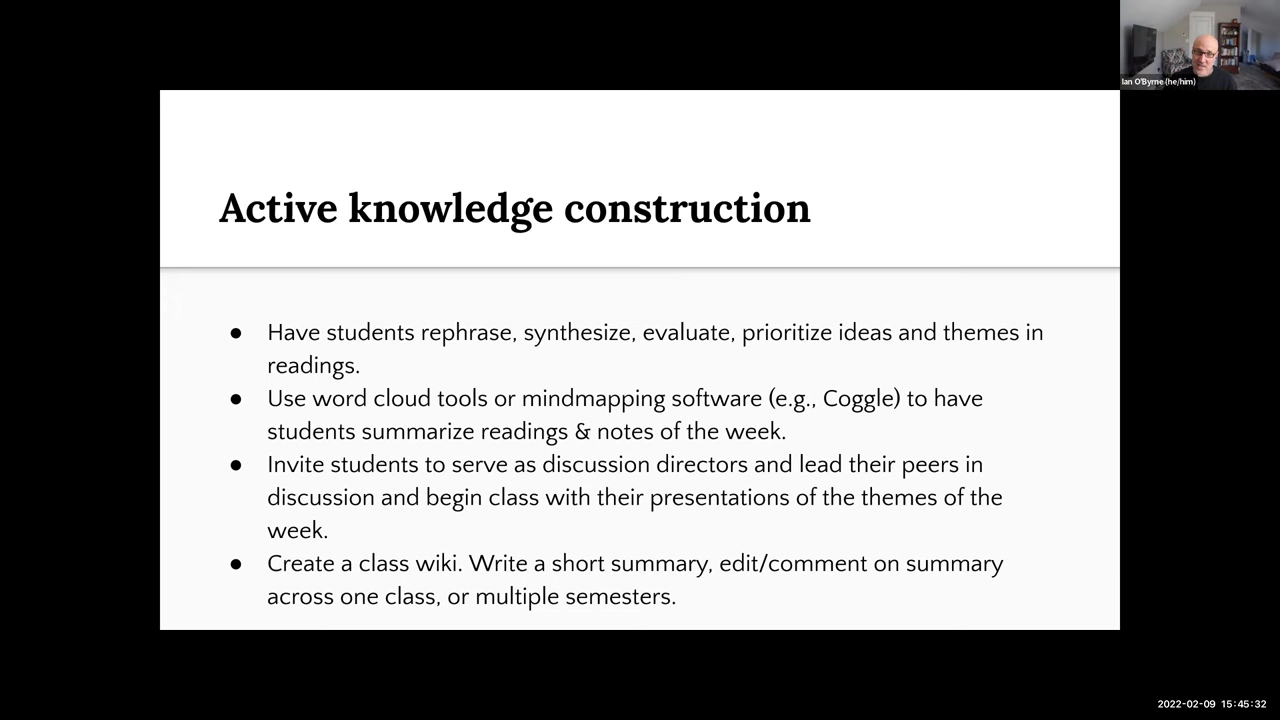 Ian O'Byrne (he/him)
Active knowledge construction
● Have students rephrase, synthesize, evaluate, prioritize ideas and themes in
readings.
● Use word cloud tools or mindmapping software (e.g., Coggle) to have
students summarize readings & notes of the week.
● Invite students to serve as discussion directors and lead their peers in
discussion and begin class with their presentations of the themes of the
week.
● Create a class wiki. Write a short summary, edit/comment on summary
across one class, or multiple semesters.
2022-02-09 15:45:32